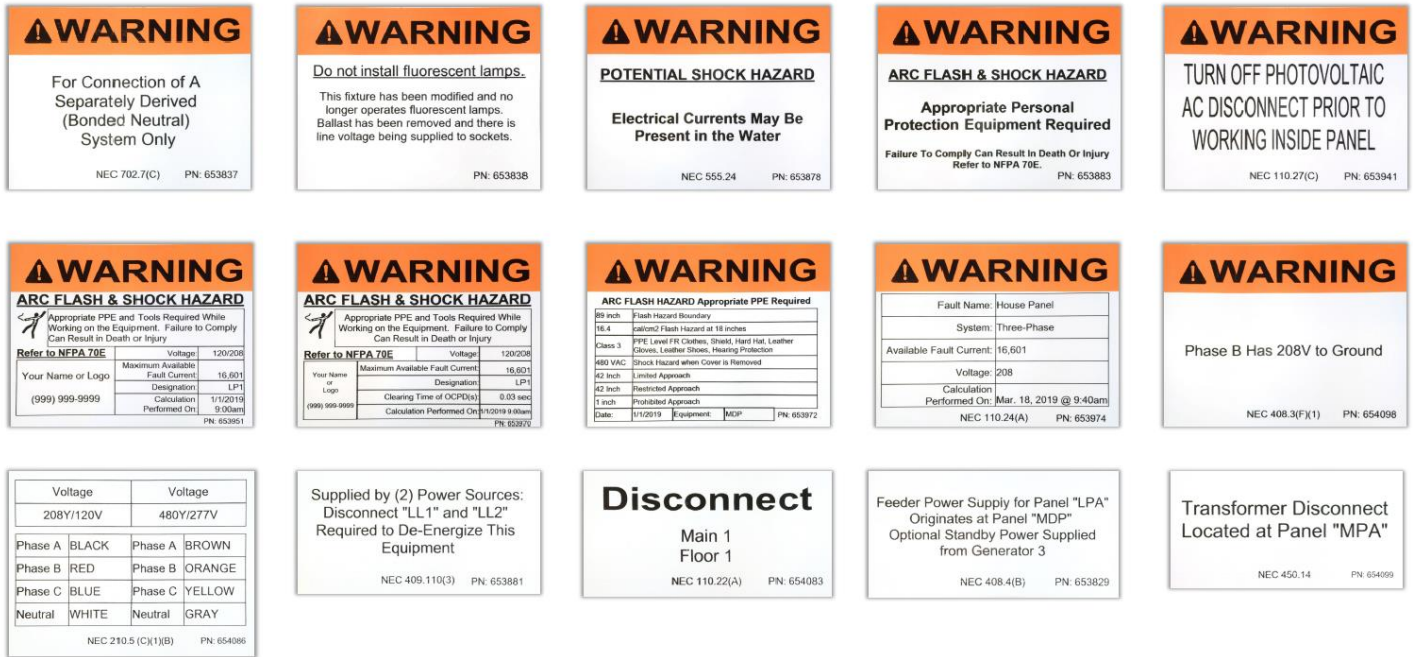 WARNING
For Connection of A
Separately Derived
(Bonded Neutral)
System Only
NEC 702.7(C) PN: 653837
WARNING
Do not install fluorescent lamps.
This fixture has been modified and no
longer operates fluorescent lamps.
Ballast has been removed and there is
line voltage being supplied to sockets.
PN: 653838
WARNING
POTENTIAL SHOCK HAZARD
Electrical Currents May Be
Present in the Water
NEC 555.24 PN: 653878
WARNING
ARC FLASH & SHOCK HAZARD
Appropriate Personal
Protection Equipment Required
Failure To Comply Can Result In Death Or Injury
Refer to NFPA 70E.
PN: 653883
WARNING
TURN OFF PHOTOVOLTAIC
AC DISCONNECT PRIOR TO
WORKING INSIDE PANEL
NEC 110.27(C) PN: 653941
WARNING
ARC FLASH & SHOCK HAZARD
Appropriate PPE and Tools Required While
Working on the Equipment. Failure to Comply
Can Result in Death or Injury
Refer to NFPA 70E Voltage: 120/208
Your Name or Logo
(999) 999-9999
Maximum Available
Fault Current: 16,601
Designation: LP1
Calculation
Performed On: 1/1/2019
9:00am
PN: 653951
WARNING
ARC FLASH & SHOCK HAZARD
Appropriate PPE and Tools Required While
Working on the Equipment. Failure to Comply
Can Result in Death or Injury
Refer to NFPA 70E Voltage: 120/208
Your Name
or
Logo
(999) 999-9999
Maximum Available Fault Current: 16,601
Designation: LP1
Clearing Time of OCPD(s): 0.03 sec
Calculation Performed On: 1/1/2019 9:00am
PN: 653970
WARNING
ARC FLASH HAZARD Appropriate PPE Required
89 inch Flash Hazard Boundary
16.4 cal/cm2 Flash Hazard at 18 inches
Class 3 PPE Level FR Clothes, Shield, Hard Hat, Leather
Gloves, Leather Shoes, Hearing Protection
480 VAC Shock Hazard when Cover is Removed
42 Inch Limited Approach
42 Inch Restricted Approach
1 inch Prohibited Approach
Date: 1/1/2019 Equipment: MDP PN: 653972
WARNING
Fault Name: House Panel
System: Three-Phase
Available Fault Current: 16,601
Voltage: 208
Calculation
Performed On: Mar. 18, 2019 @ 9:40am
NEC 110.24(A) PN: 653974
WARNING
Phase B Has 208V to Ground
NEC 408.3(F)(1) PN: 654098
Voltage Voltage
208Y/120V 480Y/277V
Phase A BLACK Phase A BROWN
Phase B RED Phase B ORANGE
Phase C BLUE Phase C YELLOW
Neutral WHITE Neutral GRAY
NEC 210.5 (C)(1)(B) PN: 654086
Supplied by (2) Power Sources:
Disconnect "LL1" and "LL2"
Required to De-Energize This
Equipment
NEC 409.110(3) PN: 653881
Disconnect
Main 1
Floor 1
NEC 110.22(A) PN: 654083
Feeder Power Supply for Panel "LPA"
Originates at Panel "MDP"
Optional Standby Power Supplied
from Generator 3
NEC 408.4(B) PN: 653829
Transformer Disconnect
Located at Panel "MPA"
NEC 450.14 PN: 654099